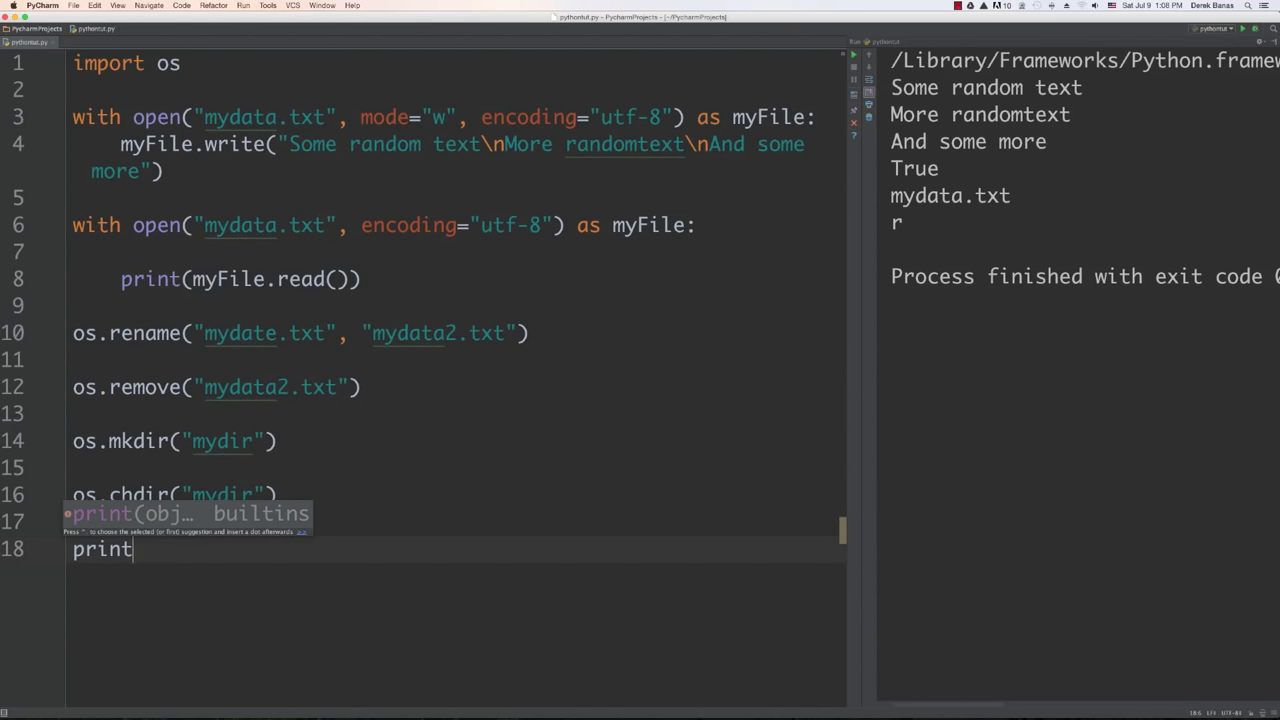 PyCharm File Edit View Navigate Code Refactor Run Tools VCS Window Help 10 Sat Jul 9 1:08 PM Derek Banas
pythontut.py - PycharmProjects - [~/PycharmProjects]
PycharmProjects pythontut.py pythontut
pythontut.py Run pythontut
1 import os
2
3 with open("mydata.txt", mode="w", encoding="utf-8") as myFile:
4 myFile.write("Some random text\nMore randomtext\nAnd some
more")
5
6 with open("mydata.txt", encoding="utf-8") as myFile:
7
8 print(myFile.read())
9
10 os.rename("mydate.txt", "mydata2.txt")
11
12 os.remove("mydata2.txt")
13
14 os.mkdir("mydir")
15
16 os.chdir("mydir")
print(obj… builtins
17
Press ^. to choose the selected (or first) suggestion and insert a dot afterwards >>
18 print
/Library/Frameworks/Python.framew
Some random text
More randomtext
And some more
True
mydata.txt
r
Process finished with exit code 0
18:6 LF÷ UTF-8÷